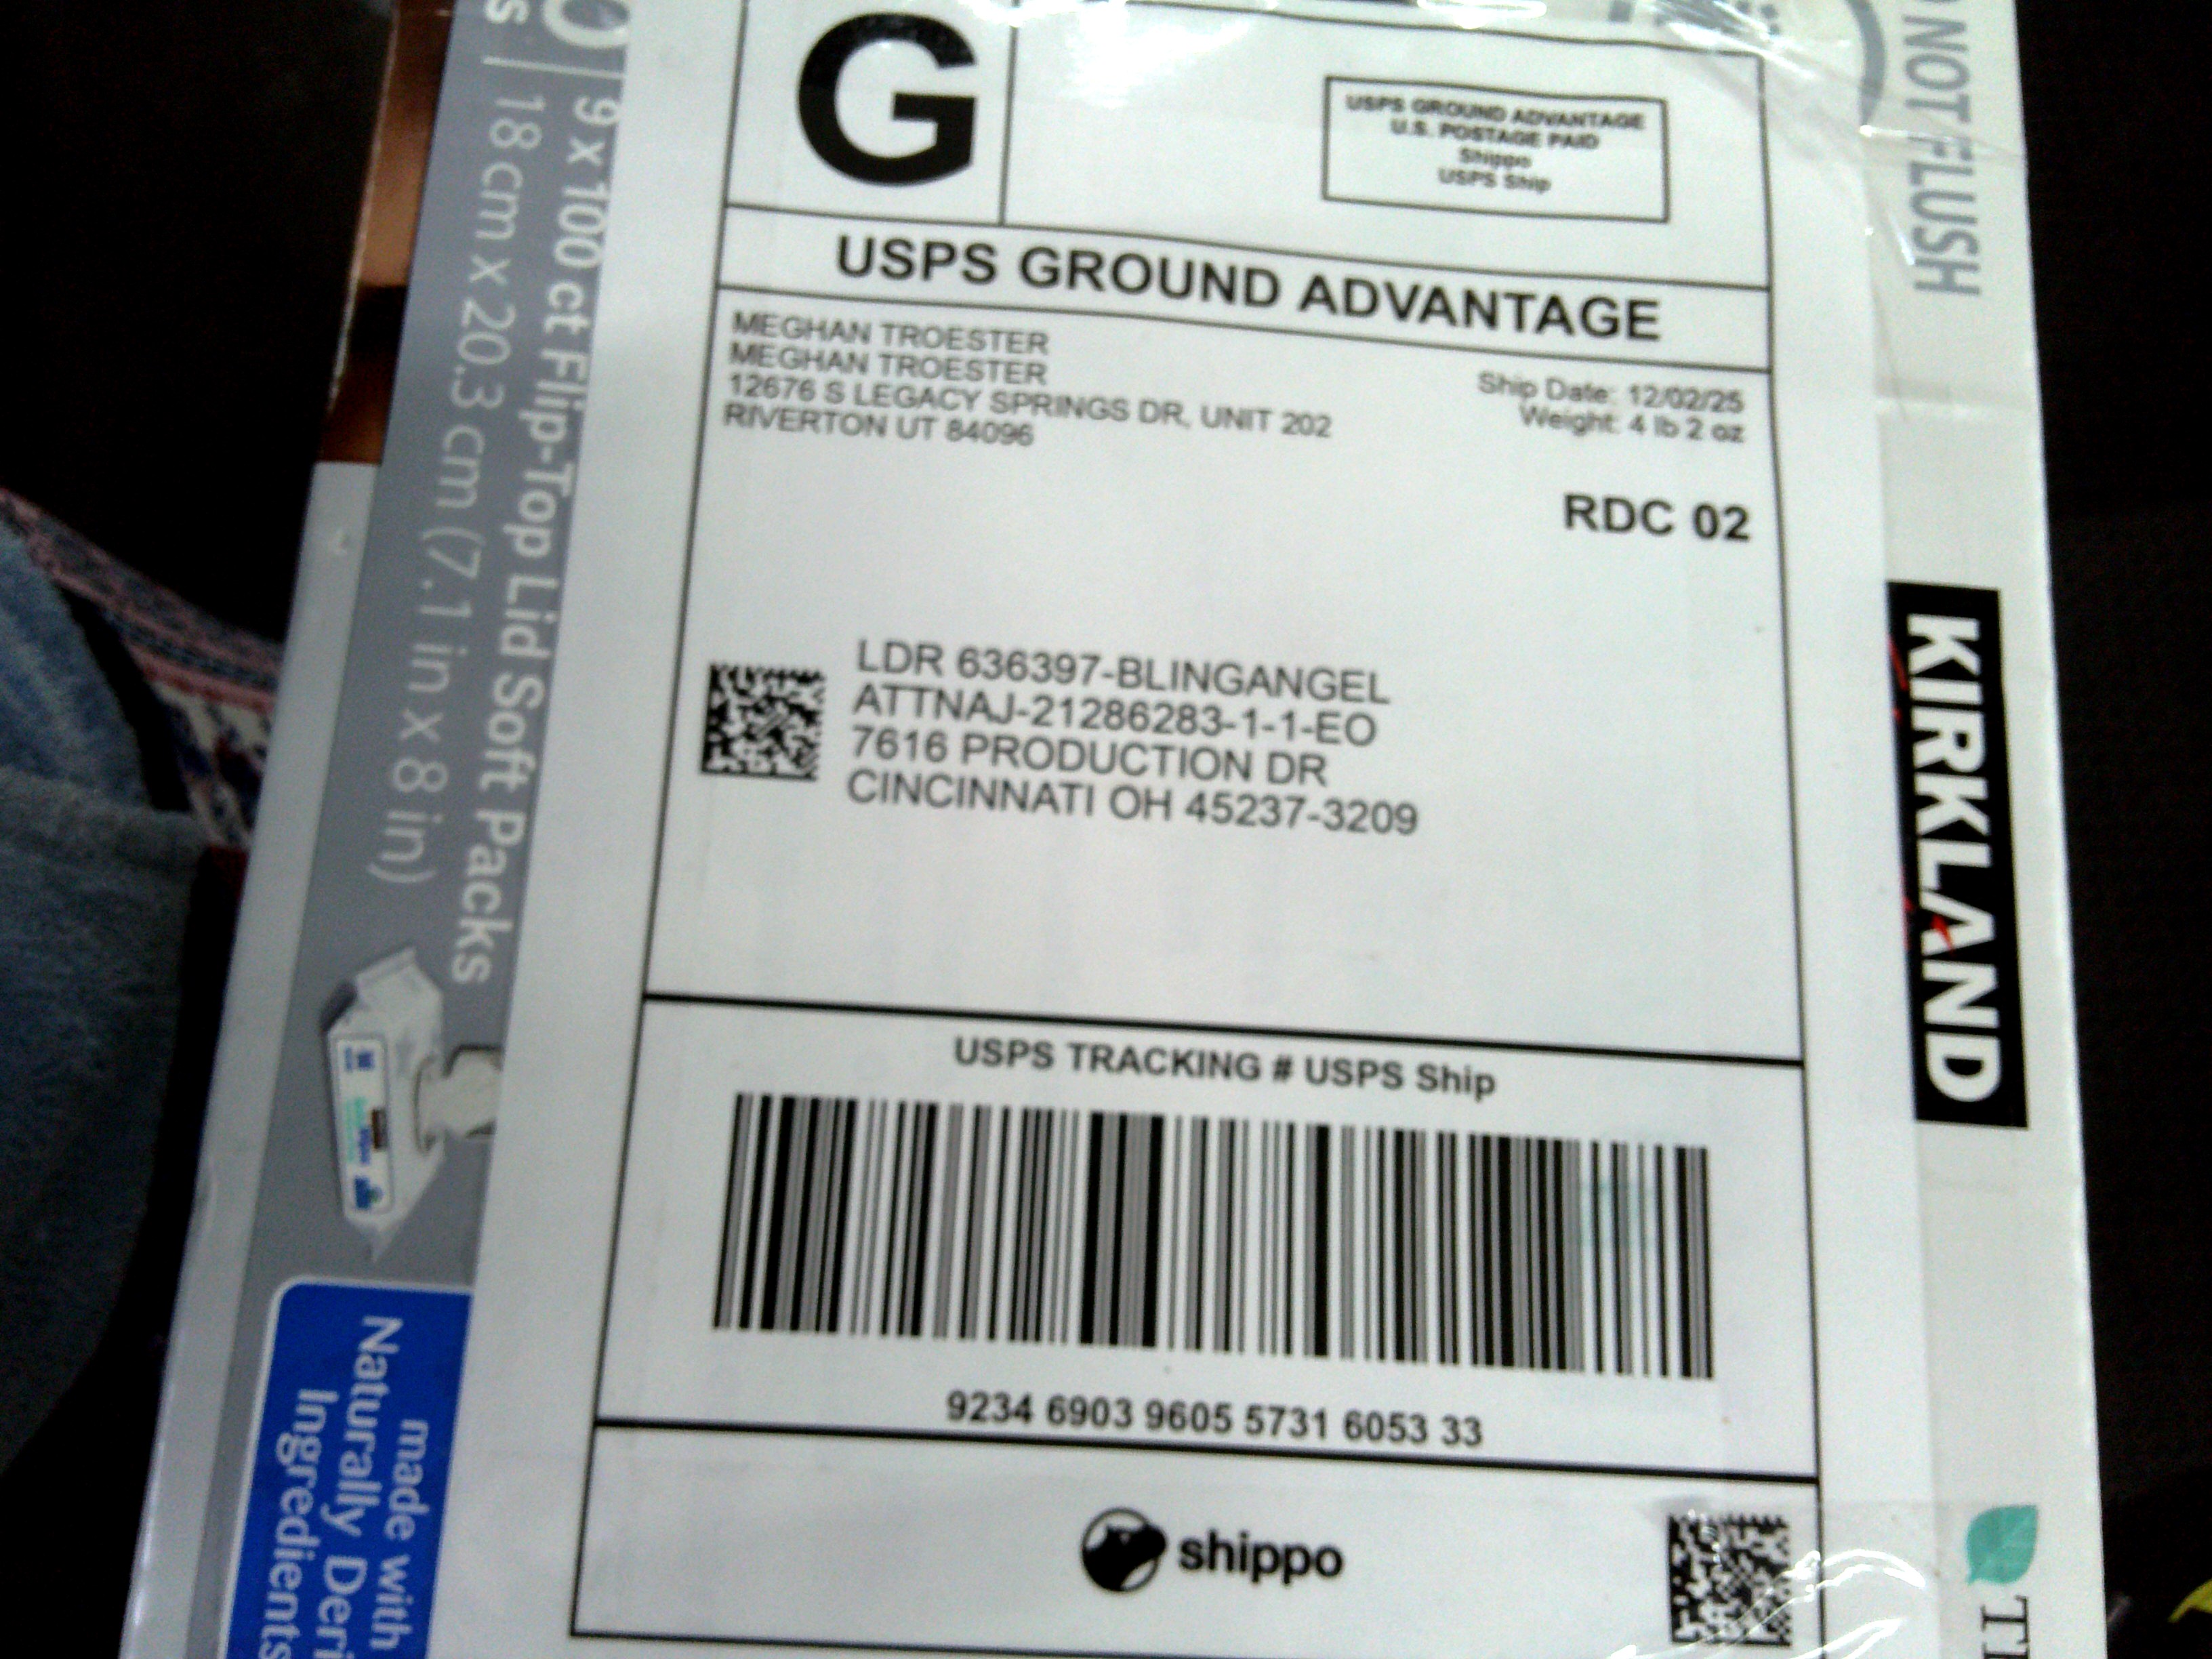 G
USPS GROUND ADVANTAGE
U.S. POSTAGE PAID
Shippo
USPS Ship
USPS GROUND ADVANTAGE
MEGHAN TROESTER
MEGHAN TROESTER
12676 S LEGACY SPRINGS DR, UNIT 202
RIVERTON UT 84096
Ship Date: 12/02/25
Weight: 4 lb 2 oz
RDC 02
LDR 636397-BLINGANGEL
ATTNAJ-21286283-1-1-EO
7616 PRODUCTION DR
CINCINNATI OH 45237-3209
USPS TRACKING # USPS Ship
9234 6903 9605 5731 6053 33
shippo
9 x 100 ct Flip-Top Lid Soft Packs
18 cm x 20.3 cm (7.1 in x 8 in)
made with
Naturally Deri
Ingredients
NOT FLUSH
KIRKLAND